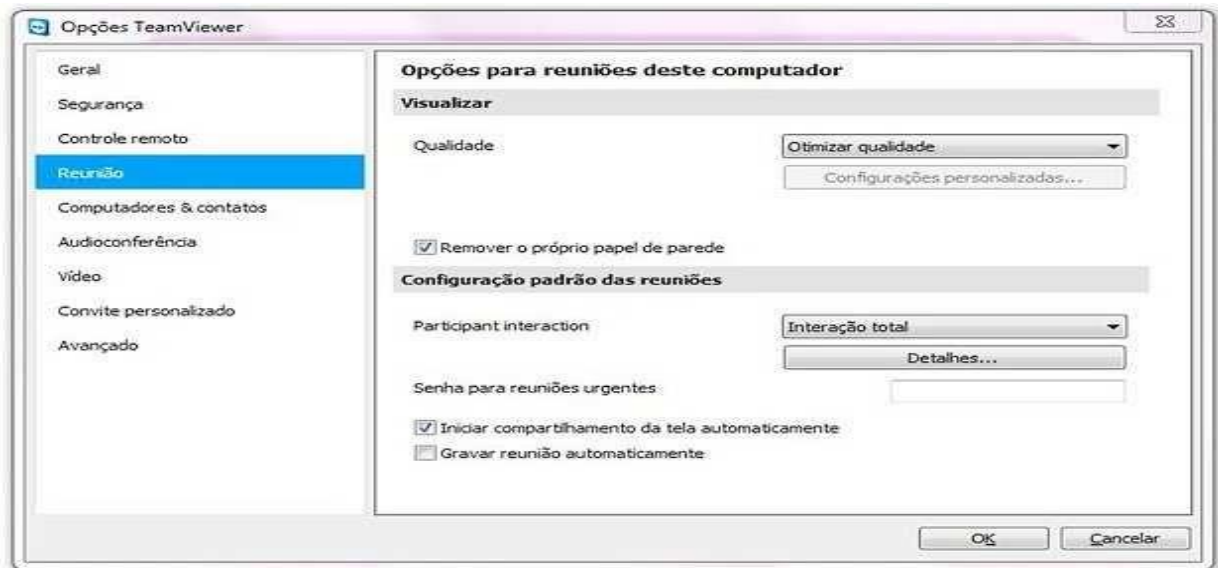 Opções TeamViewer
Geral
Segurança
Controle remoto
Reunião
Computadores & contatos
Audioconferência
Vídeo
Convite personalizado
Avançado
Opções para reuniões deste computador
Visualizar
Qualidade
Otimizar qualidade
Configurações personalizadas...
Remover o próprio papel de parede
Configuração padrão das reuniões
Participant interaction
Interação total
Detalhes...
Senha para reuniões urgentes
Iniciar compartilhamento da tela automaticamente
Gravar reunião automaticamente
OK
Cancelar